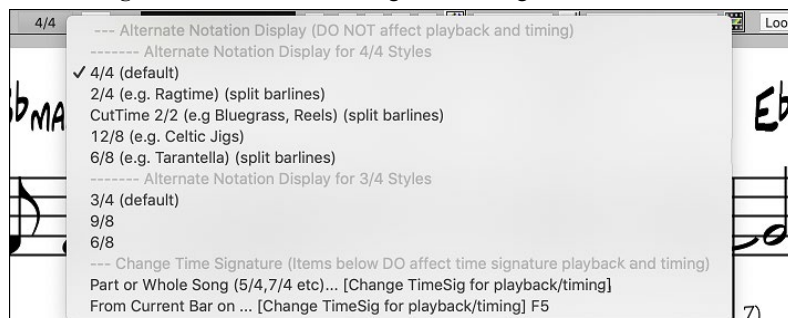 4/4
Loo
--- Alternate Notation Display (DO NOT affect playback and timing)
------- Alternate Notation Display for 4/4 Styles
✓ 4/4 (default)
2/4 (e.g. Ragtime) (split barlines)
CutTime 2/2 (e.g Bluegrass, Reels) (split barlines)
12/8 (e.g. Celtic Jigs)
6/8 (e.g. Tarantella) (split barlines)
------- Alternate Notation Display for 3/4 Styles
3/4 (default)
9/8
6/8
--- Change Time Signature (Items below DO affect time signature playback and timing)
Part or Whole Song (5/4,7/4 etc)... [Change TimeSig for playback/timing]
From Current Bar on ... [Change TimeSig for playback/timing] F5
b MA
Eb
7)